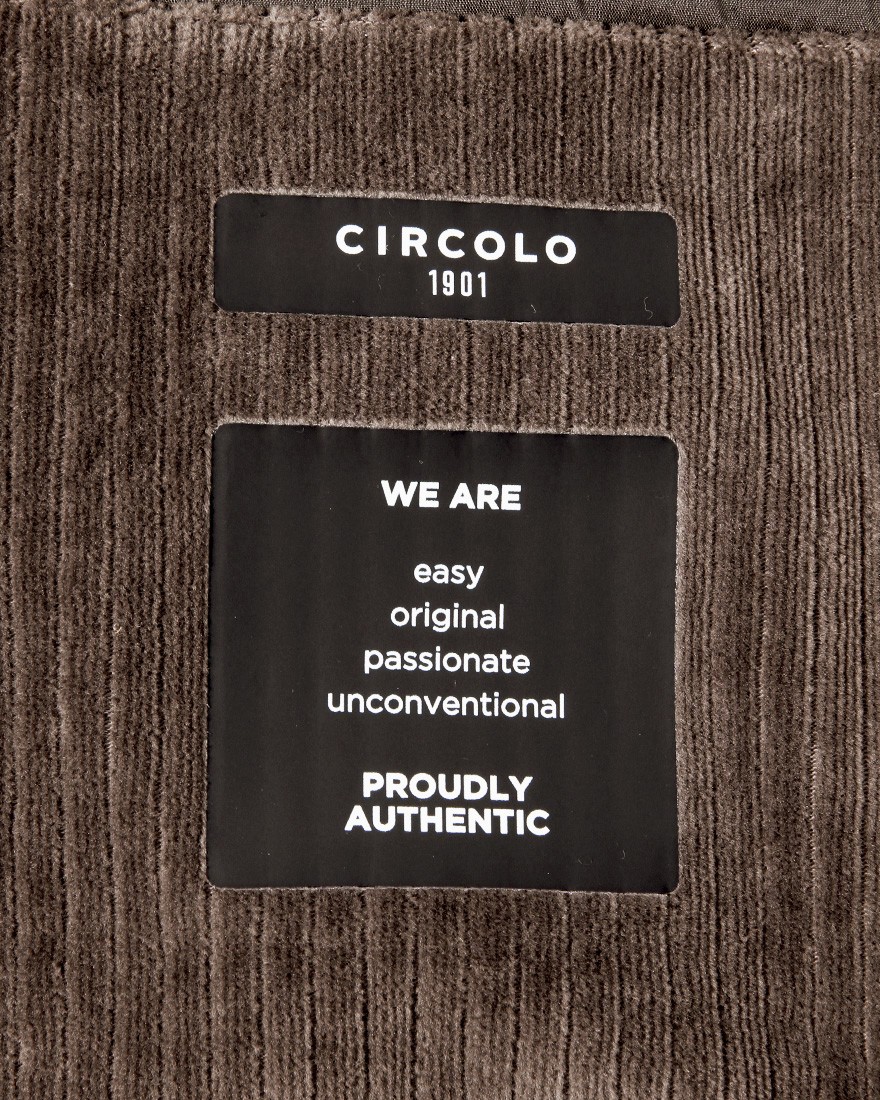 CIRCOLO
1901
WE ARE
easy
original
passionate
unconventional
PROUDLY
AUTHENTIC